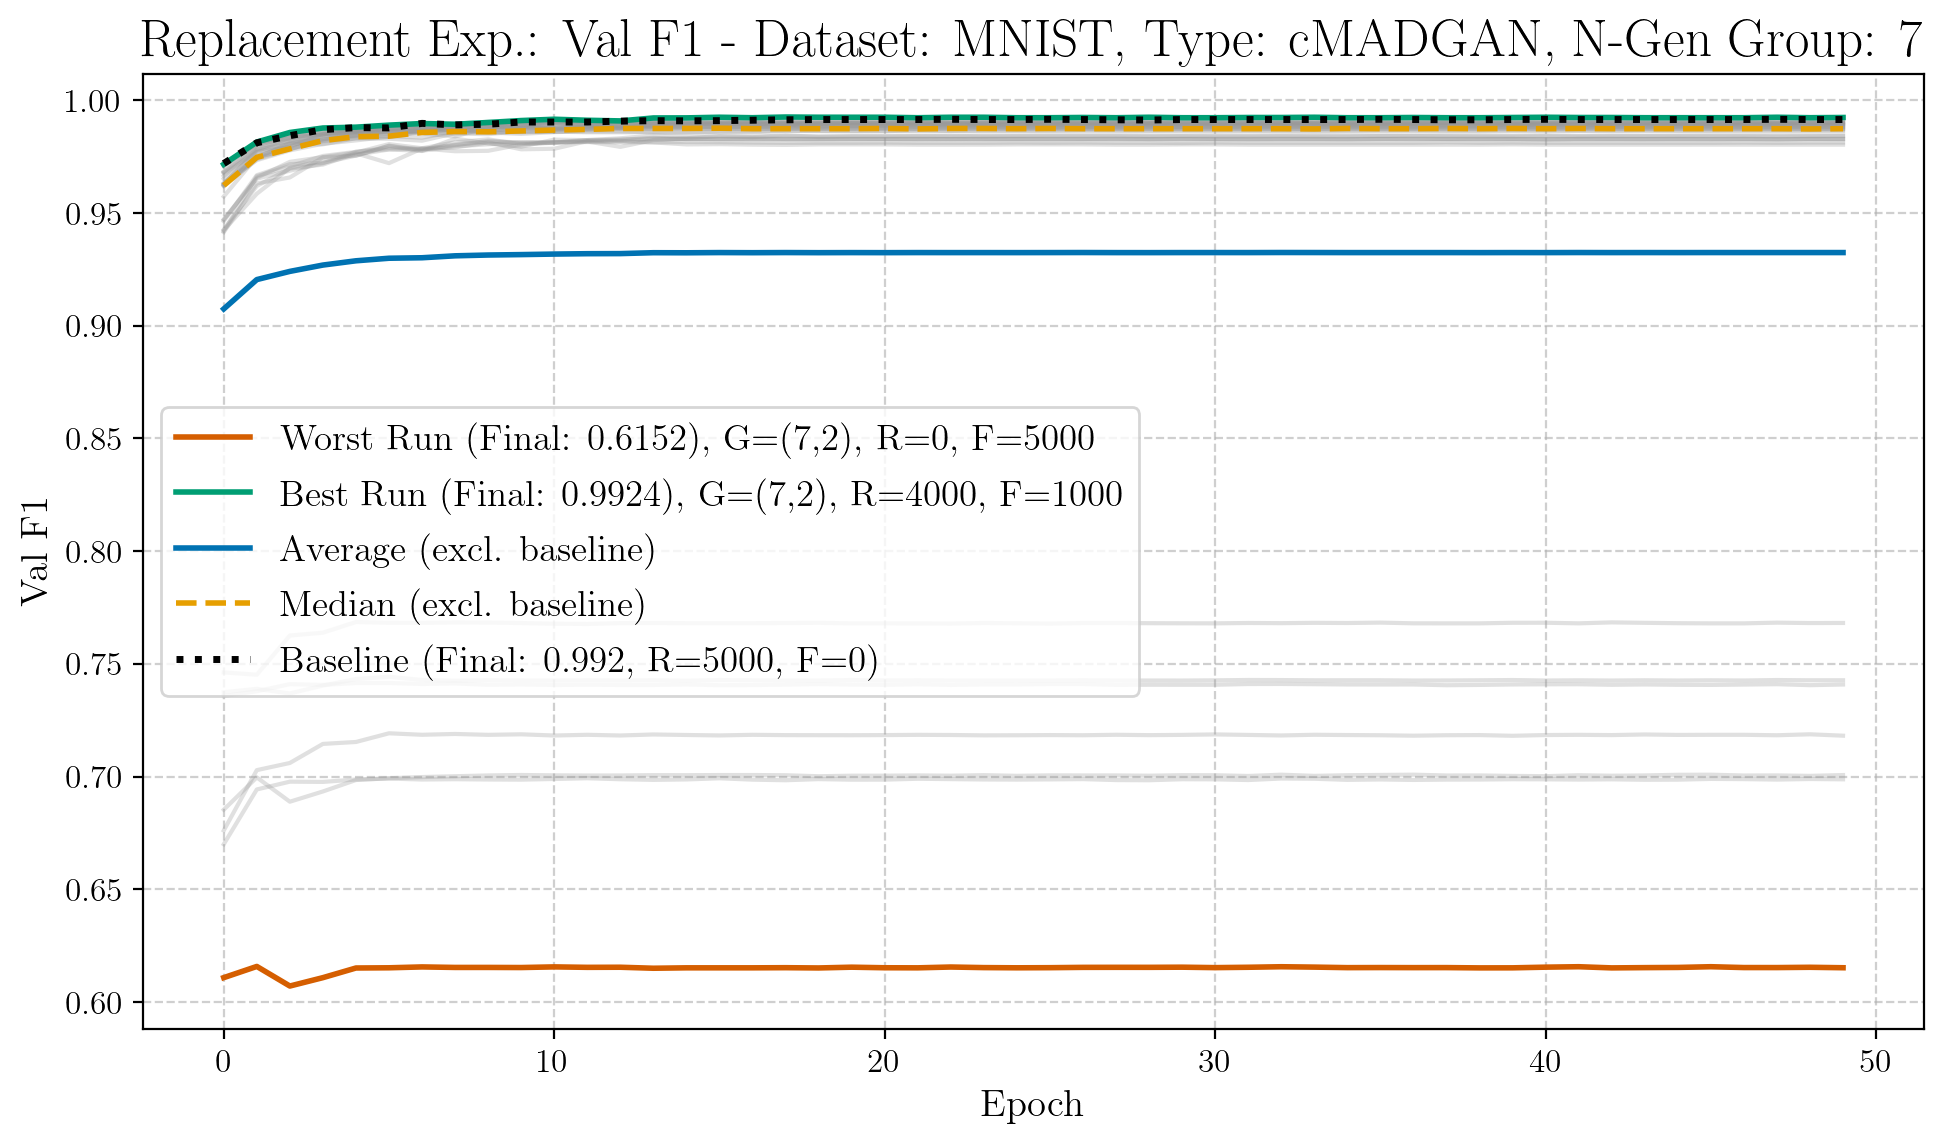 Replacement Exp.: Val F1 - Dataset: MNIST, Type: cMADGAN, N-Gen Group: 7
Val F1
1.00
0.95
0.90
0.85
0.80
0.75
0.70
0.65
0.60
Worst Run (Final: 0.6152), G=(7,2), R=0, F=5000
Best Run (Final: 0.9924), G=(7,2), R=4000, F=1000
Average (excl. baseline)
Median (excl. baseline)
Baseline (Final: 0.992, R=5000, F=0)
0 10 20 30 40 50
Epoch